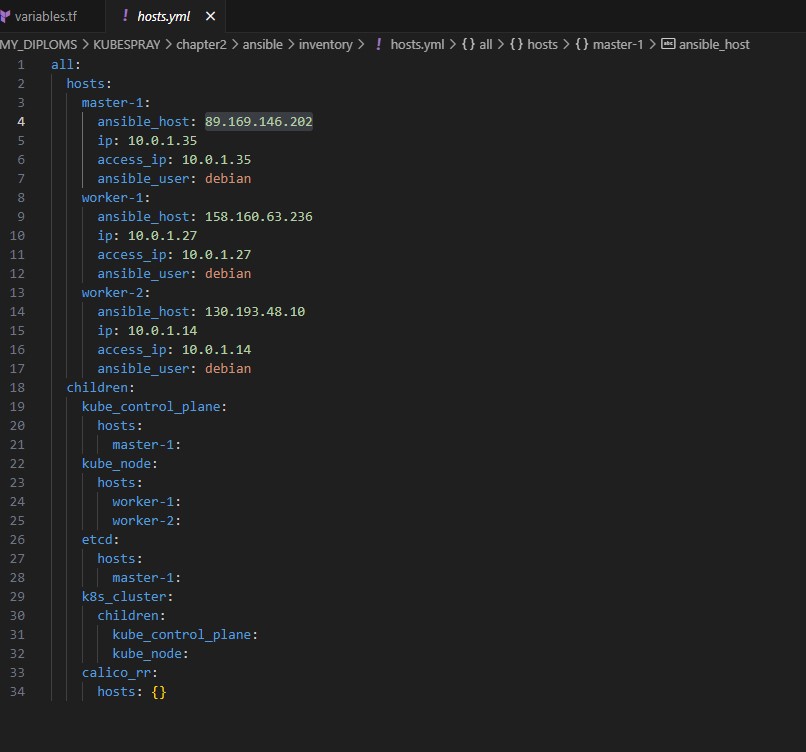 variables.tf ! hosts.yml ×
MY_DIPLOMS > KUBESPRAY > chapter2 > ansible > inventory > ! hosts.yml > {} all > {} hosts > {} master-1 > abc ansible_host
1 all:
2   hosts:
3     master-1:
4       ansible_host: 89.169.146.202
5       ip: 10.0.1.35
6       access_ip: 10.0.1.35
7       ansible_user: debian
8     worker-1:
9       ansible_host: 158.160.63.236
10       ip: 10.0.1.27
11       access_ip: 10.0.1.27
12       ansible_user: debian
13     worker-2:
14       ansible_host: 130.193.48.10
15       ip: 10.0.1.14
16       access_ip: 10.0.1.14
17       ansible_user: debian
18   children:
19     kube_control_plane:
20       hosts:
21         master-1:
22     kube_node:
23       hosts:
24         worker-1:
25         worker-2:
26     etcd:
27       hosts:
28         master-1:
29     k8s_cluster:
30       children:
31         kube_control_plane:
32         kube_node:
33     calico_rr:
34       hosts: {}